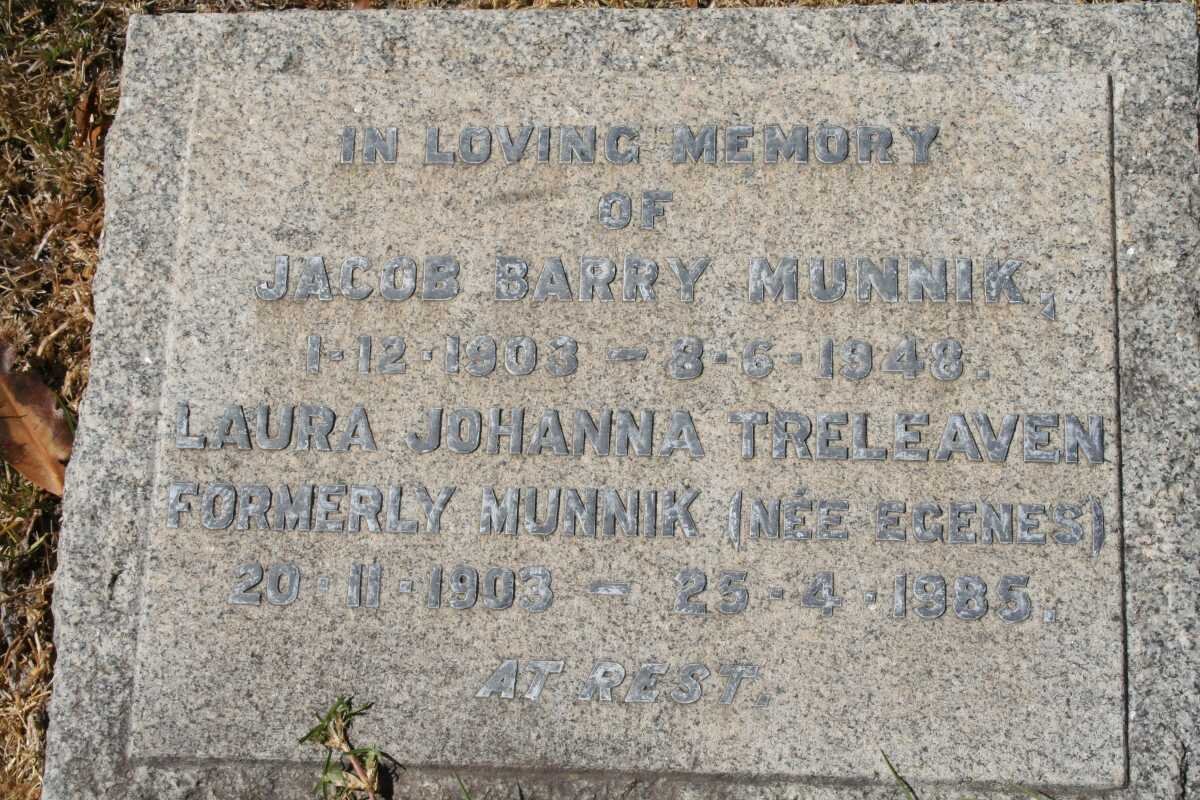 IN LOVING MEMORY
OF
JACOB BARRY MUNNIK,
1-12·1903 – 8·6·1948.
LAURA JOHANNA TRELEAVEN
FORMERLY MUNNIK (NÉE EGENES)
20·11·1903 – 25·4·1985.
AT REST.